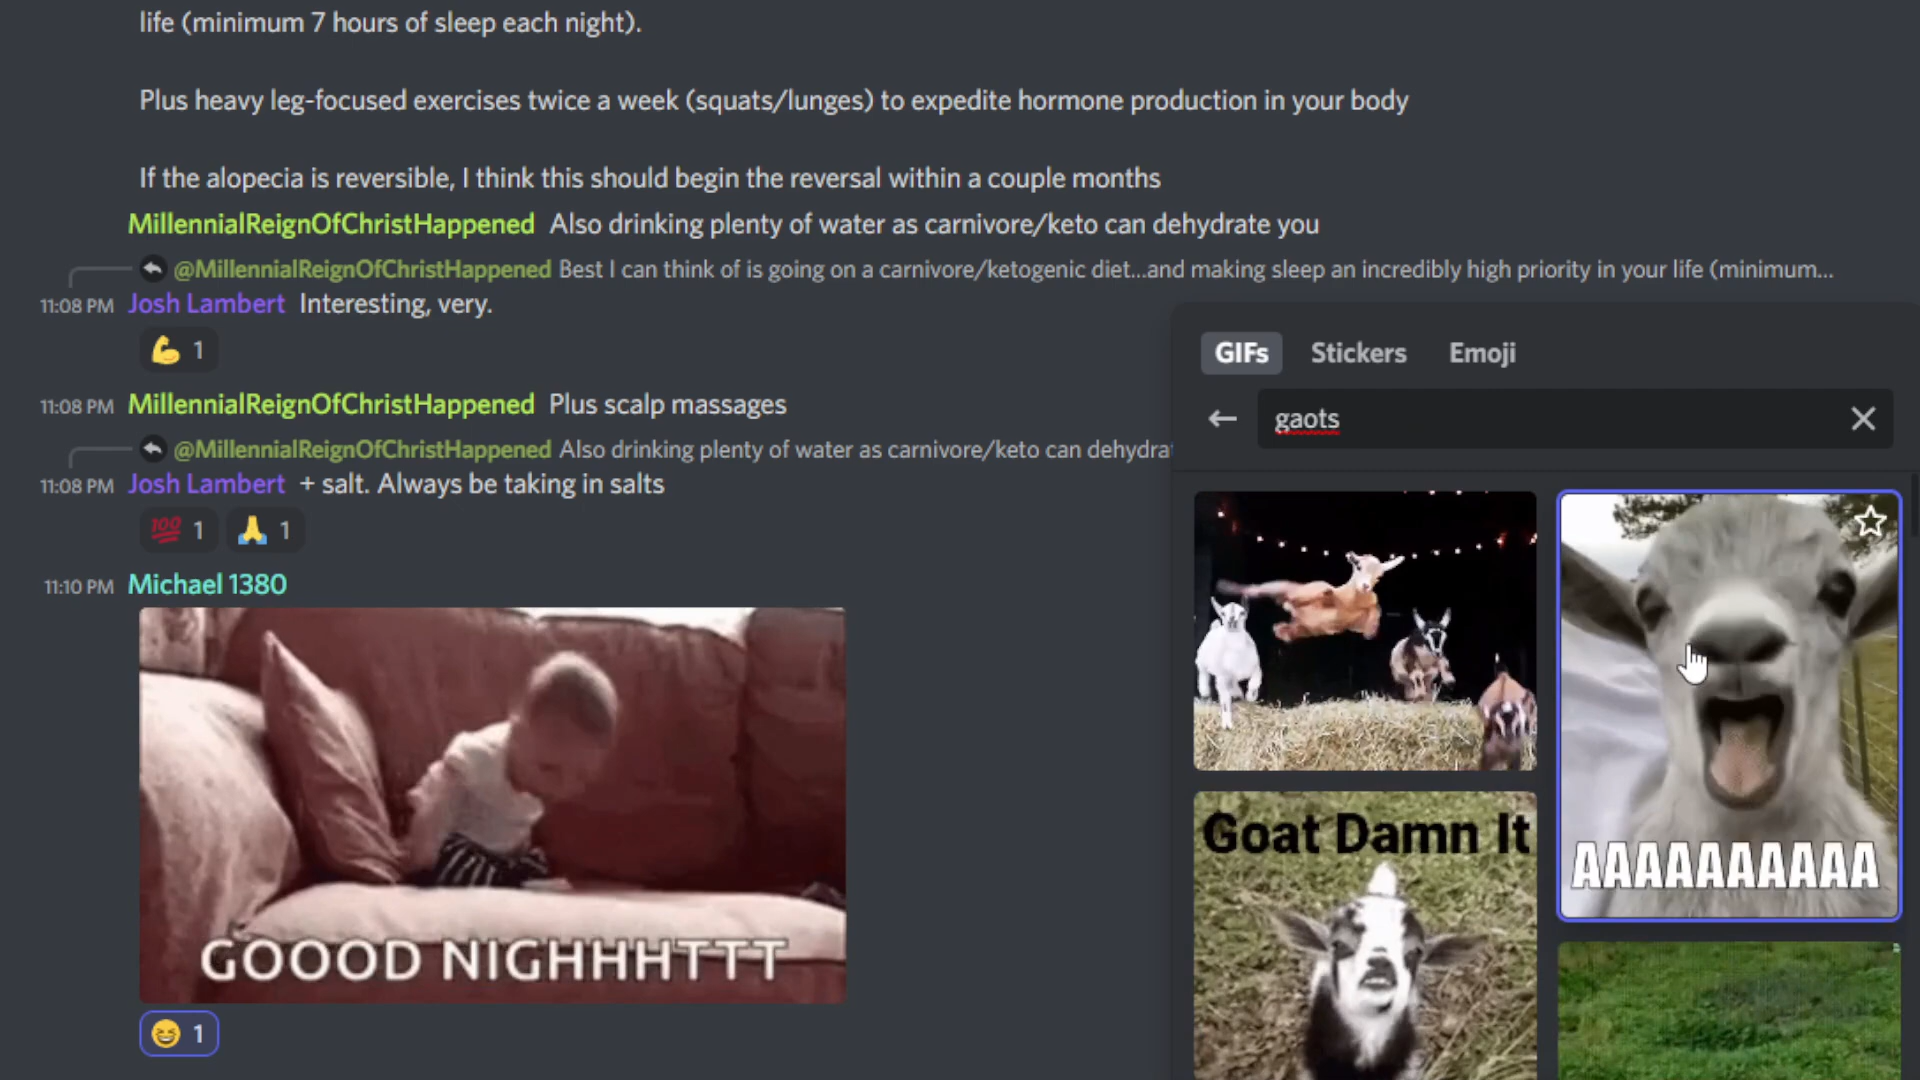 life (minimum 7 hours of sleep each night).
Plus heavy leg-focused exercises twice a week (squats/lunges) to expedite hormone production in your body
If the alopecia is reversible, I think this should begin the reversal within a couple months
MillennialReignOfChristHappened Also drinking plenty of water as carnivore/keto can dehydrate you
@MillennialReignOfChristHappened Best I can think of is going on a carnivore/ketogenic diet...and making sleep an incredibly high priority in your life (minimum...
11:08 PM Josh Lambert Interesting, very.
1
11:08 PM MillennialReignOfChristHappened Plus scalp massages
@MillennialReignOfChristHappened Also drinking plenty of water as carnivore/keto can dehydra
11:08 PM Josh Lambert + salt. Always be taking in salts
100 1 1
11:10 PM Michael 1380
GOOOD NIGHHHTTT
1
GIFs Stickers Emoji
gaots
AAAAAAAAAA
Goat Damn It